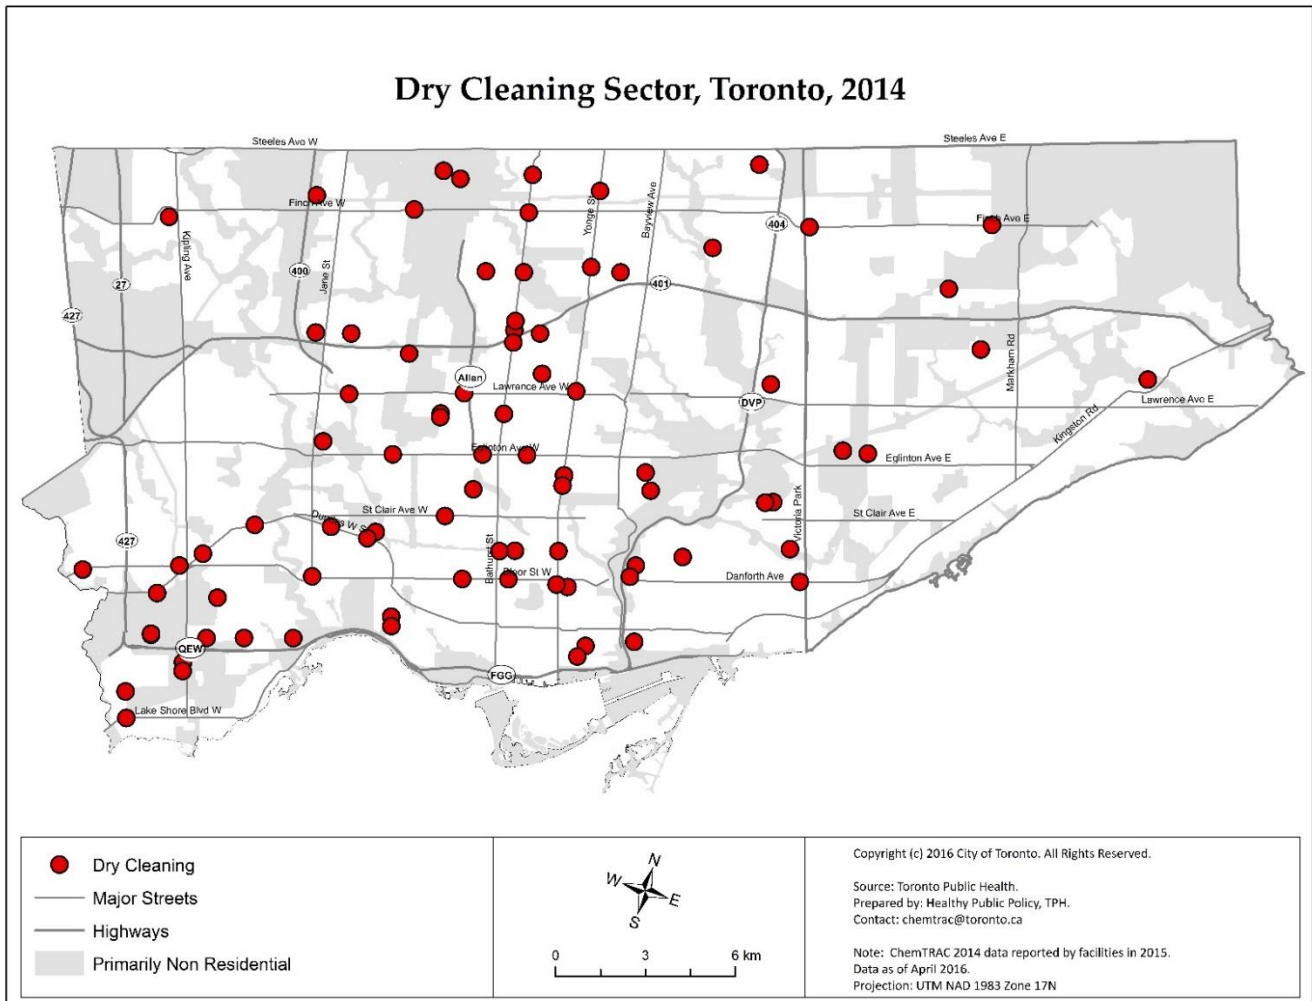 Dry Cleaning Sector, Toronto, 2014
Steeles Ave W
Steeles Ave E
Finch Ave W
Finch Ave E
Kipling Ave
Jane St
Yonge St
Bayview Ave
404
400
27
401
427
Markham Rd
Allen
Lawrence Ave W
DVP
Lawrence Ave E
Kingston Rd
Eglinton Ave W
Eglinton Ave E
Victoria Park
St Clair Ave W
St Clair Ave E
Dundas W St
427
Bathurst St
Bloor St W
Danforth Ave
QEW
FGG
Lake Shore Blvd W
Dry Cleaning
Major Streets
Highways
Primarily Non Residential
N
W
E
S
0 3 6 km
Copyright (c) 2016 City of Toronto. All Rights Reserved.
Source: Toronto Public Health.
Prepared by: Healthy Public Policy, TPH.
Contact: chemtrac@toronto.ca
Note: ChemTRAC 2014 data reported by facilities in 2015.
Data as of April 2016.
Projection: UTM NAD 1983 Zone 17N